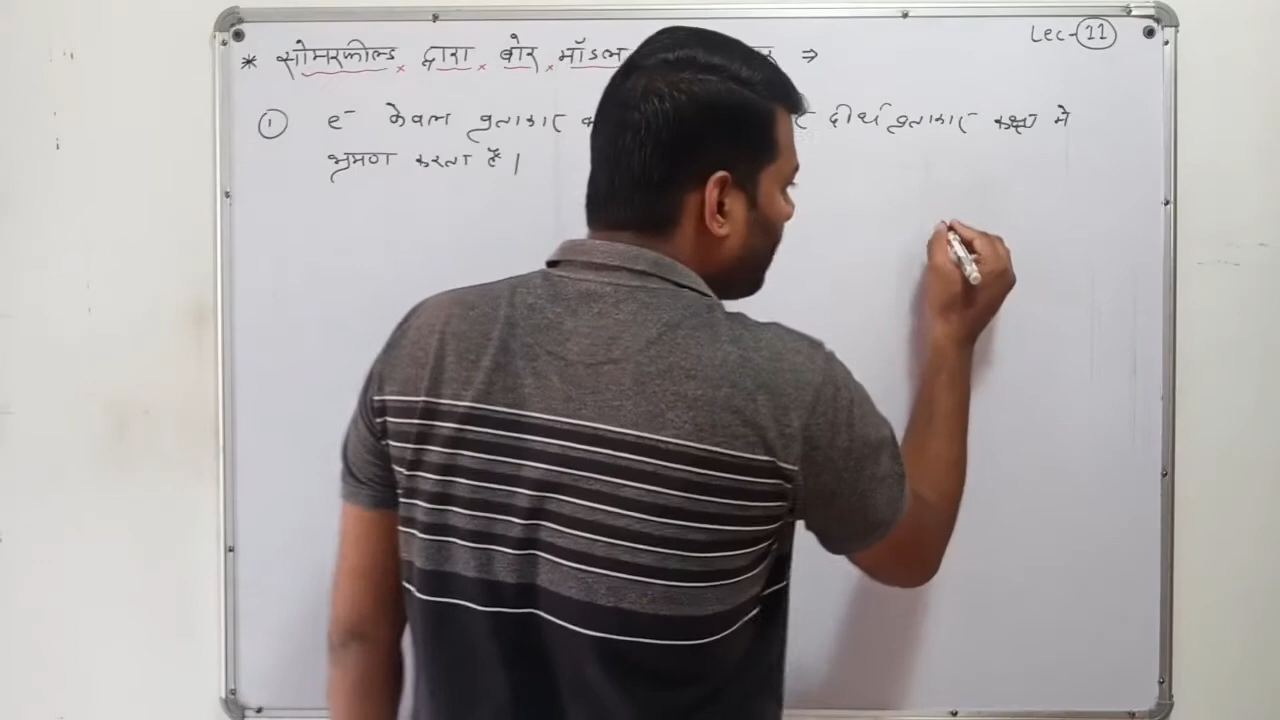 Lec-11
* सोमरफील्ड द्वारा बोर मॉडल ⇒
① e⁻ केवल वृताकार दीर्घवृताकार कक्षा मे
भ्रमण करता है।